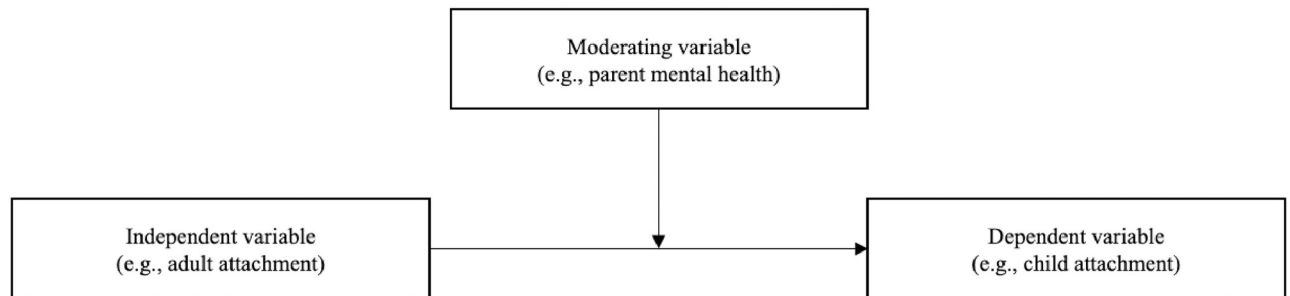 Moderating variable
(e.g., parent mental health)
Independent variable
(e.g., adult attachment)
Dependent variable
(e.g., child attachment)